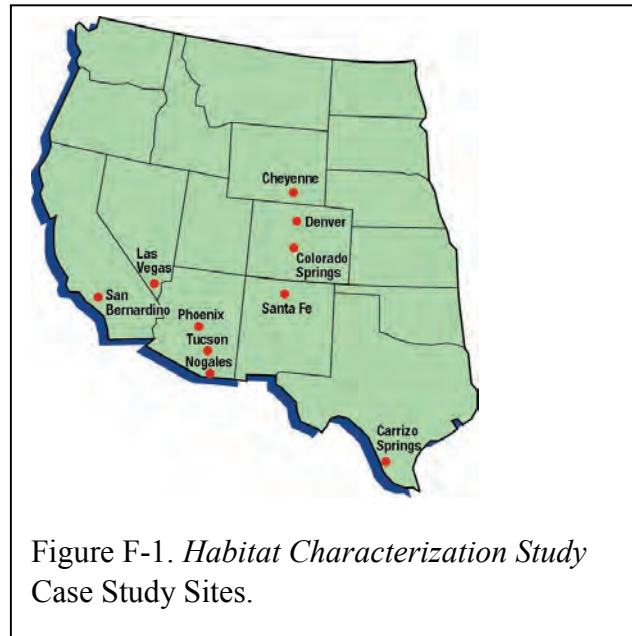 Cheyenne
Denver
Colorado
Springs
Las
Vegas
San
Bernardino
Phoenix
Tucson
Nogales
Santa Fe
Carrizo
Springs
Figure F-1. Habitat Characterization Study
Case Study Sites.